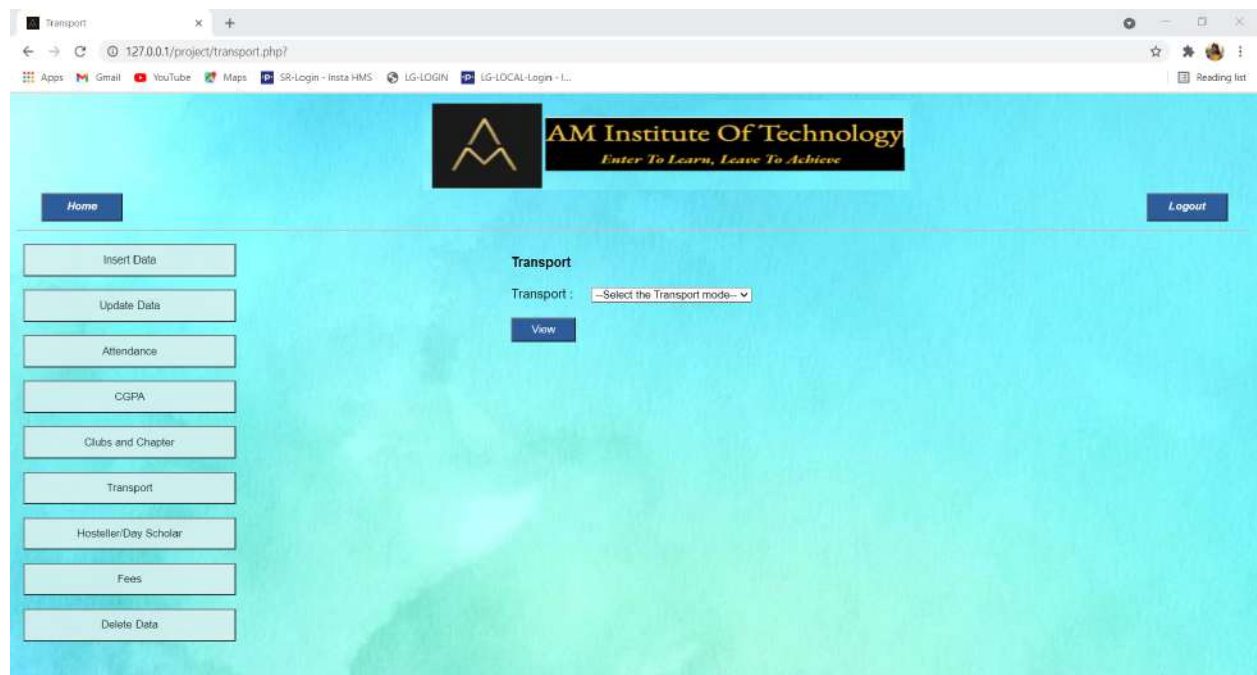 Transport
127.0.0.1/project/transport.php?
Apps Gmail YouTube Maps SR-Login - Insta HMS LG-LOGIN LG-LOCAL-Login - I... Reading list
AM Institute Of Technology
Enter To Learn, Leave To Achieve
Home Logout
Insert Data
Update Data
Attendance
CGPA
Clubs and Chapter
Transport
Hosteller/Day Scholar
Fees
Delete Data
Transport
Transport : --Select the Transport mode--
View